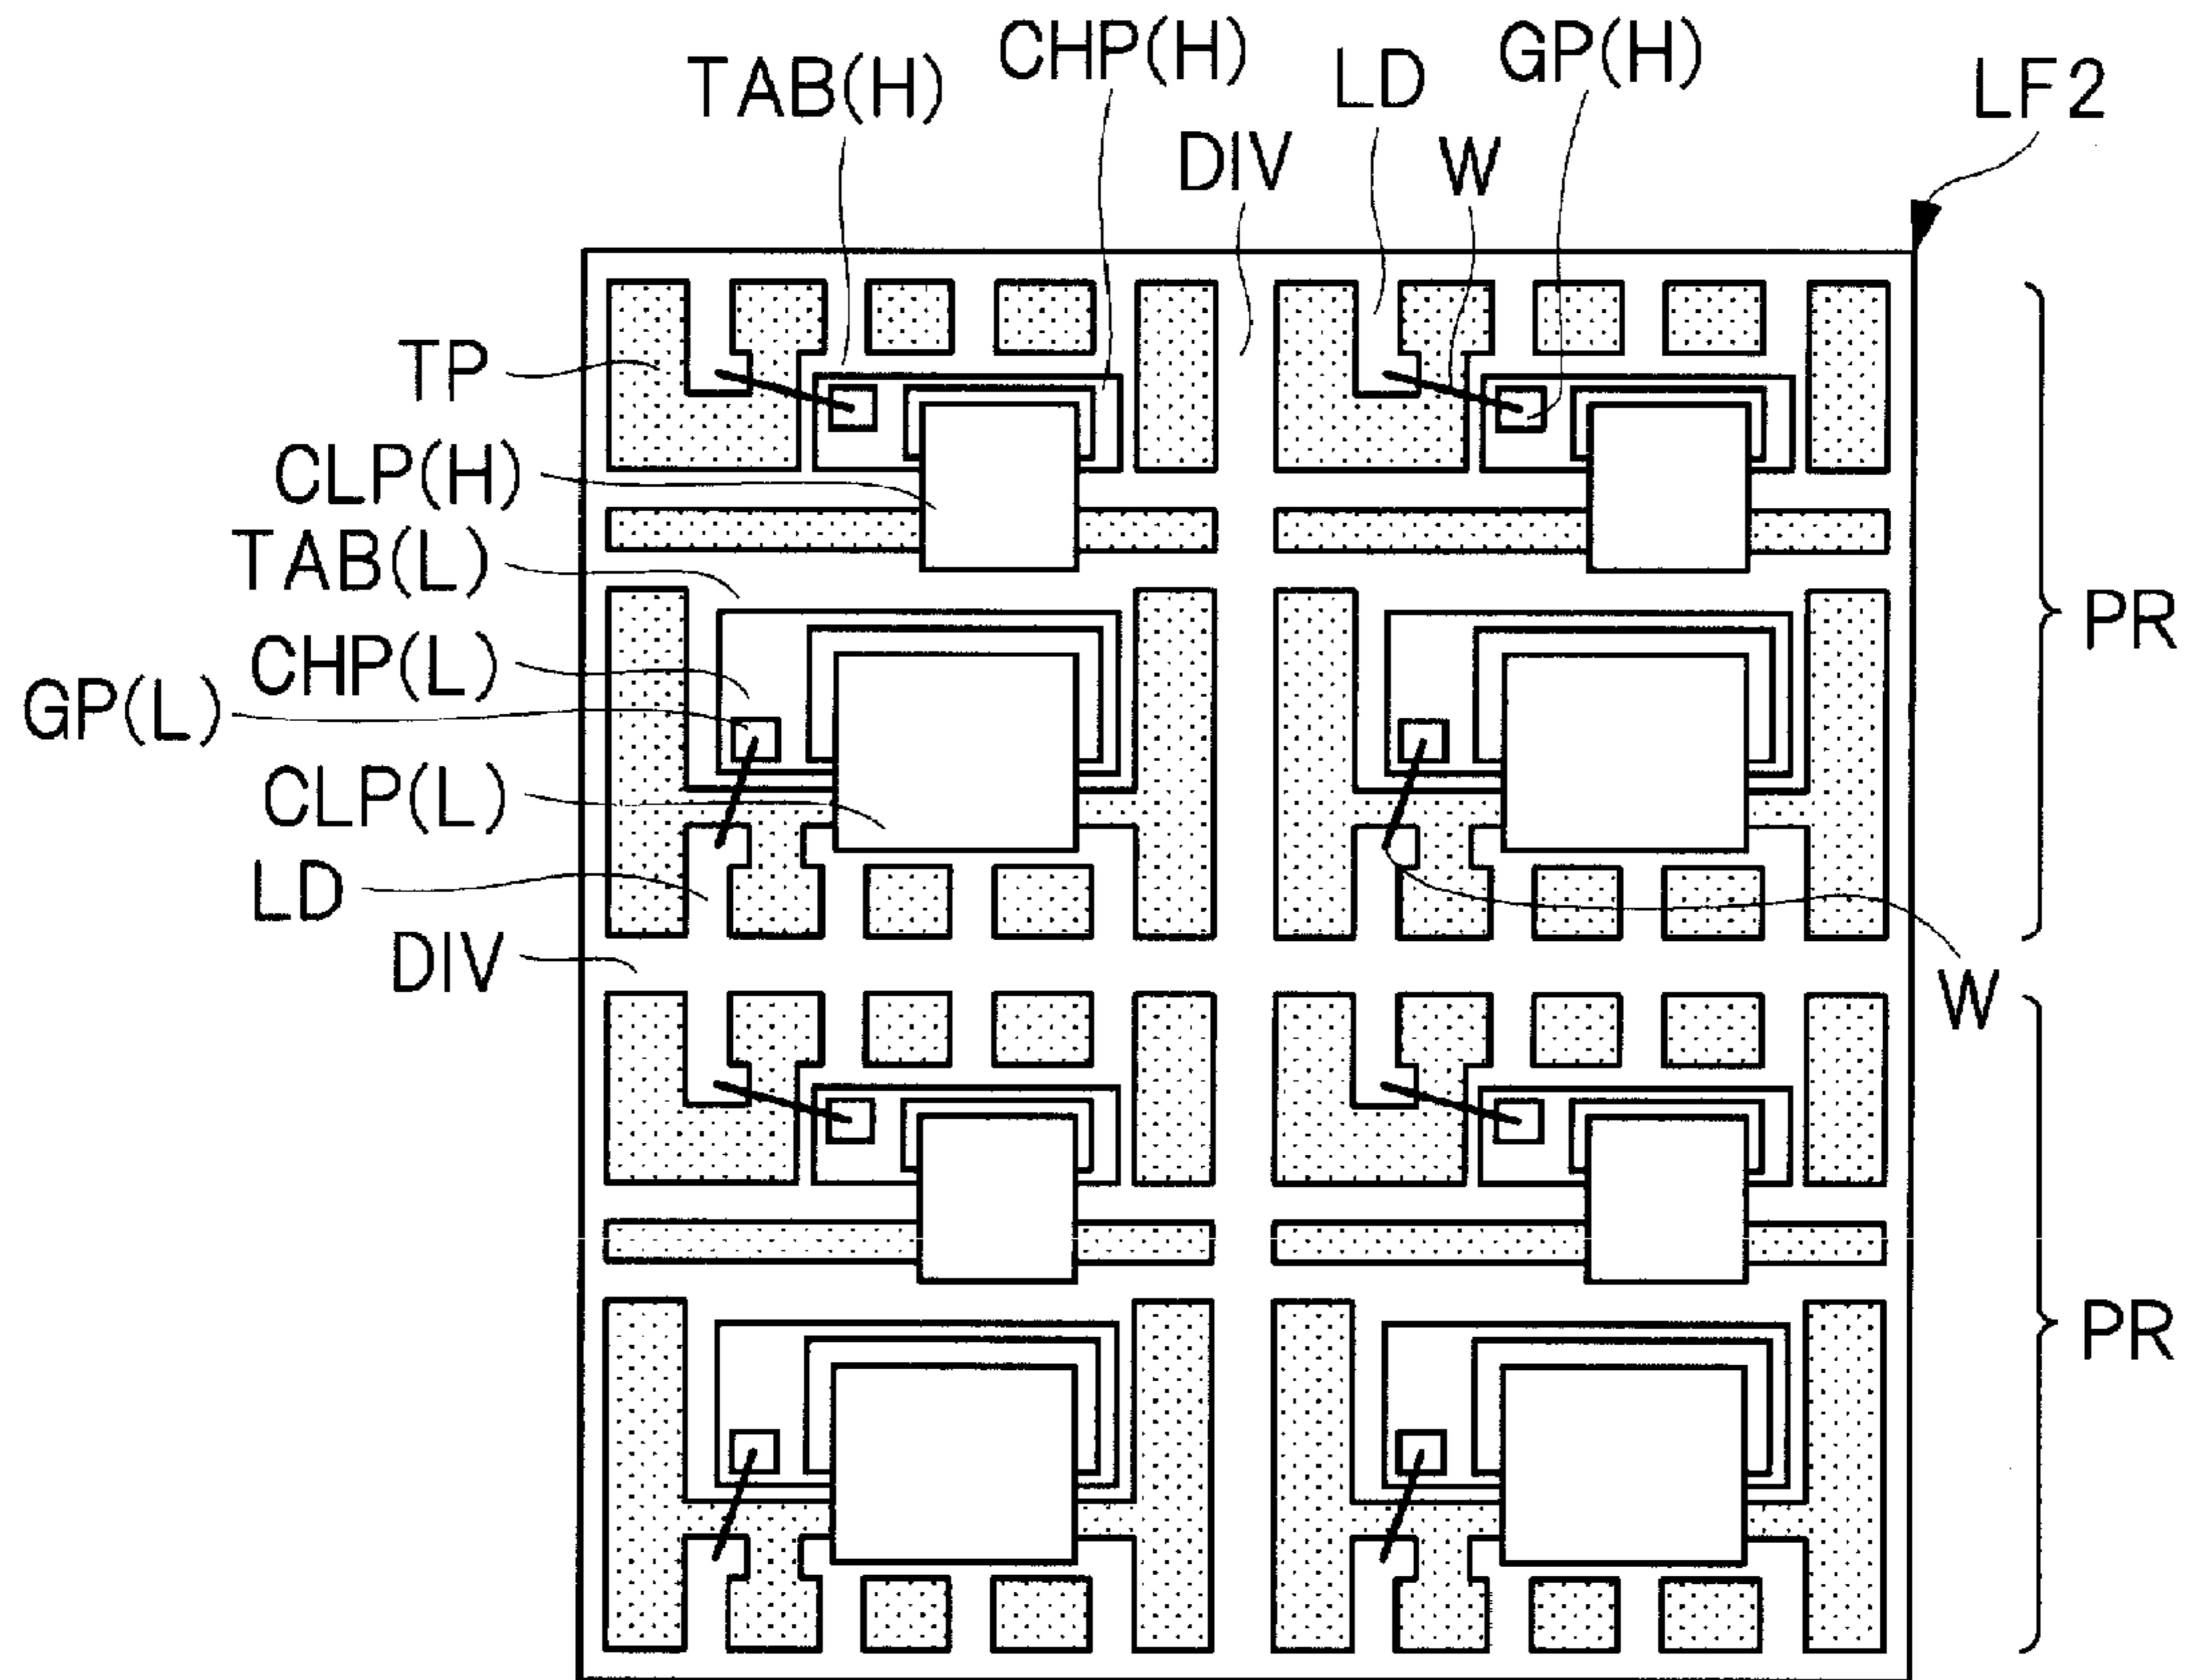 CHP(H)
GP(H)
TAB(H)
LD
LF2
DIV
W
TP
CLP(H)
TAB(L)
PR
CHP(L)
GP(L)
CLP(L)
LD
DIV
W
PR